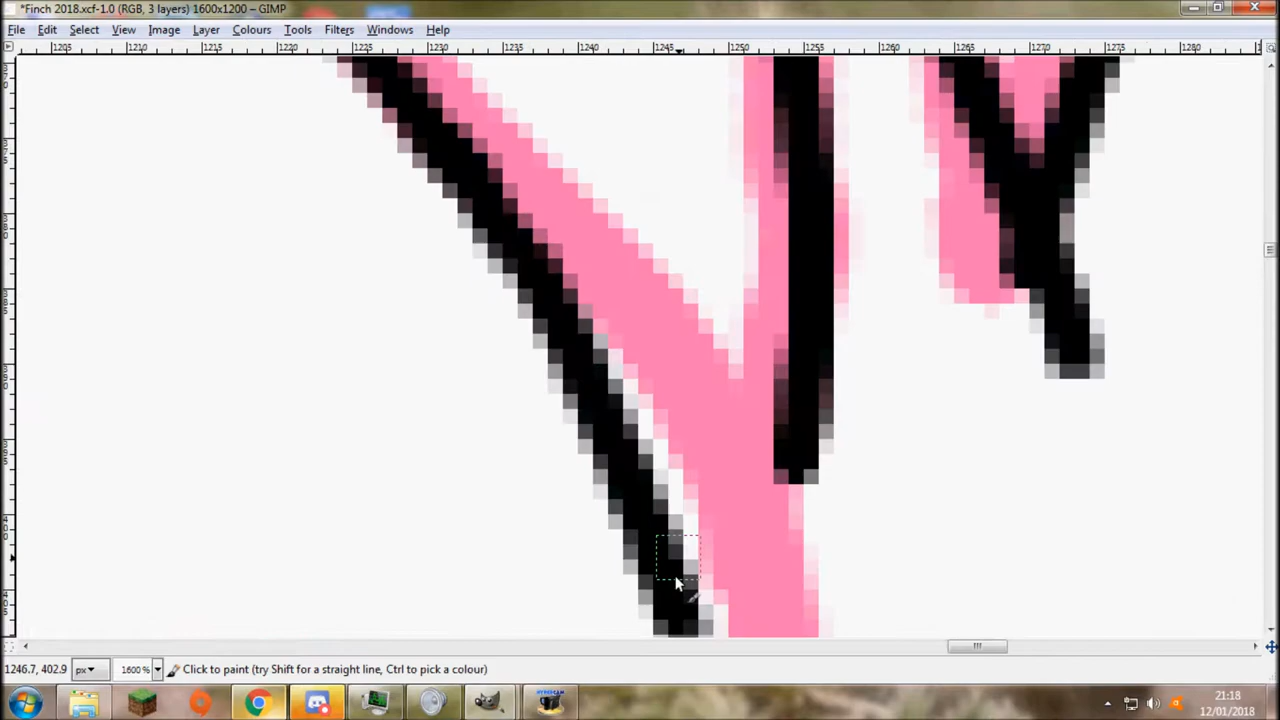 *Finch 2018.xcf-1.0 (RGB, 3 layers) 1600x1200 – GIMP
File Edit Select View Image Layer Colours Tools Filters Windows Help
1205 1210 1215 1220 1225 1230 1235 1240 1245 1250 1255 1260 1265 1270 1275 1280
1246.7, 402.9 px 1600 % Click to paint (try Shift for a straight line, Ctrl to pick a colour)
21:18
12/01/2018